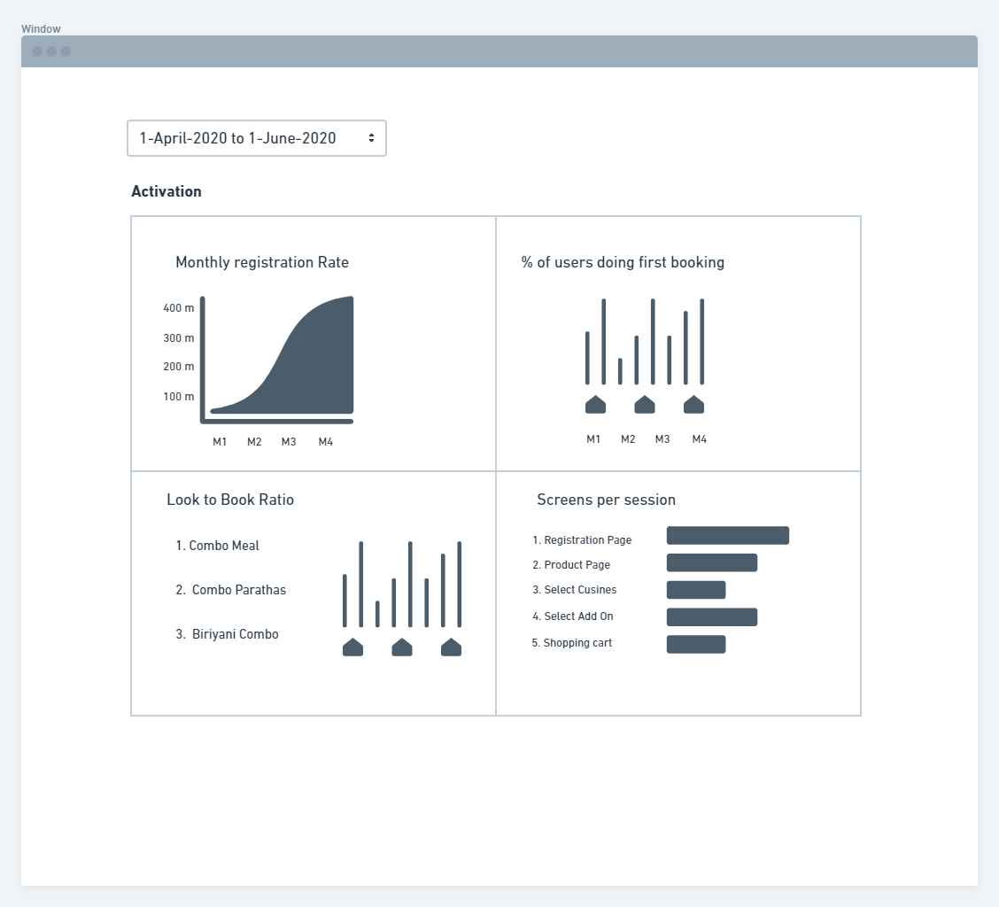 Window
1-April-2020 to 1-June-2020
Activation
Monthly registration Rate
400 m
300 m
200 m
100 m
M1 M2 M3 M4
% of users doing first booking
M1 M2 M3 M4
Look to Book Ratio
1. Combo Meal
2. Combo Parathas
3. Biriyani Combo
Screens per session
1. Registration Page
2. Product Page
3. Select Cusines
4. Select Add On
5. Shopping cart